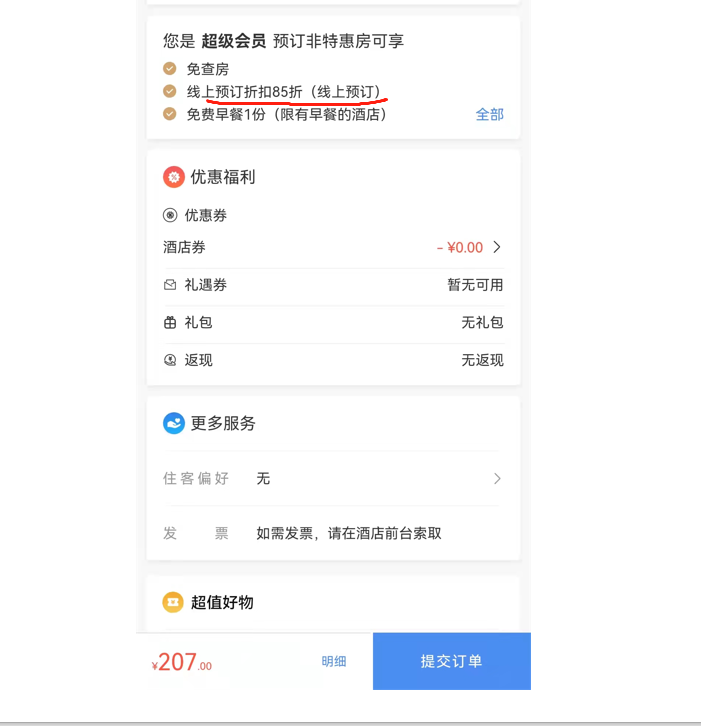 您是 超级会员 预订非特惠房可享
免查房
线上预订折扣85折（线上预订）
免费早餐1份（限有早餐的酒店） 全部
优惠福利
优惠券
酒店券 - ¥0.00
礼遇券 暂无可用
礼包 无礼包
返现 无返现
更多服务
住客偏好 无
发票 如需发票，请在酒店前台索取
超值好物
¥207.00 明细 提交订单